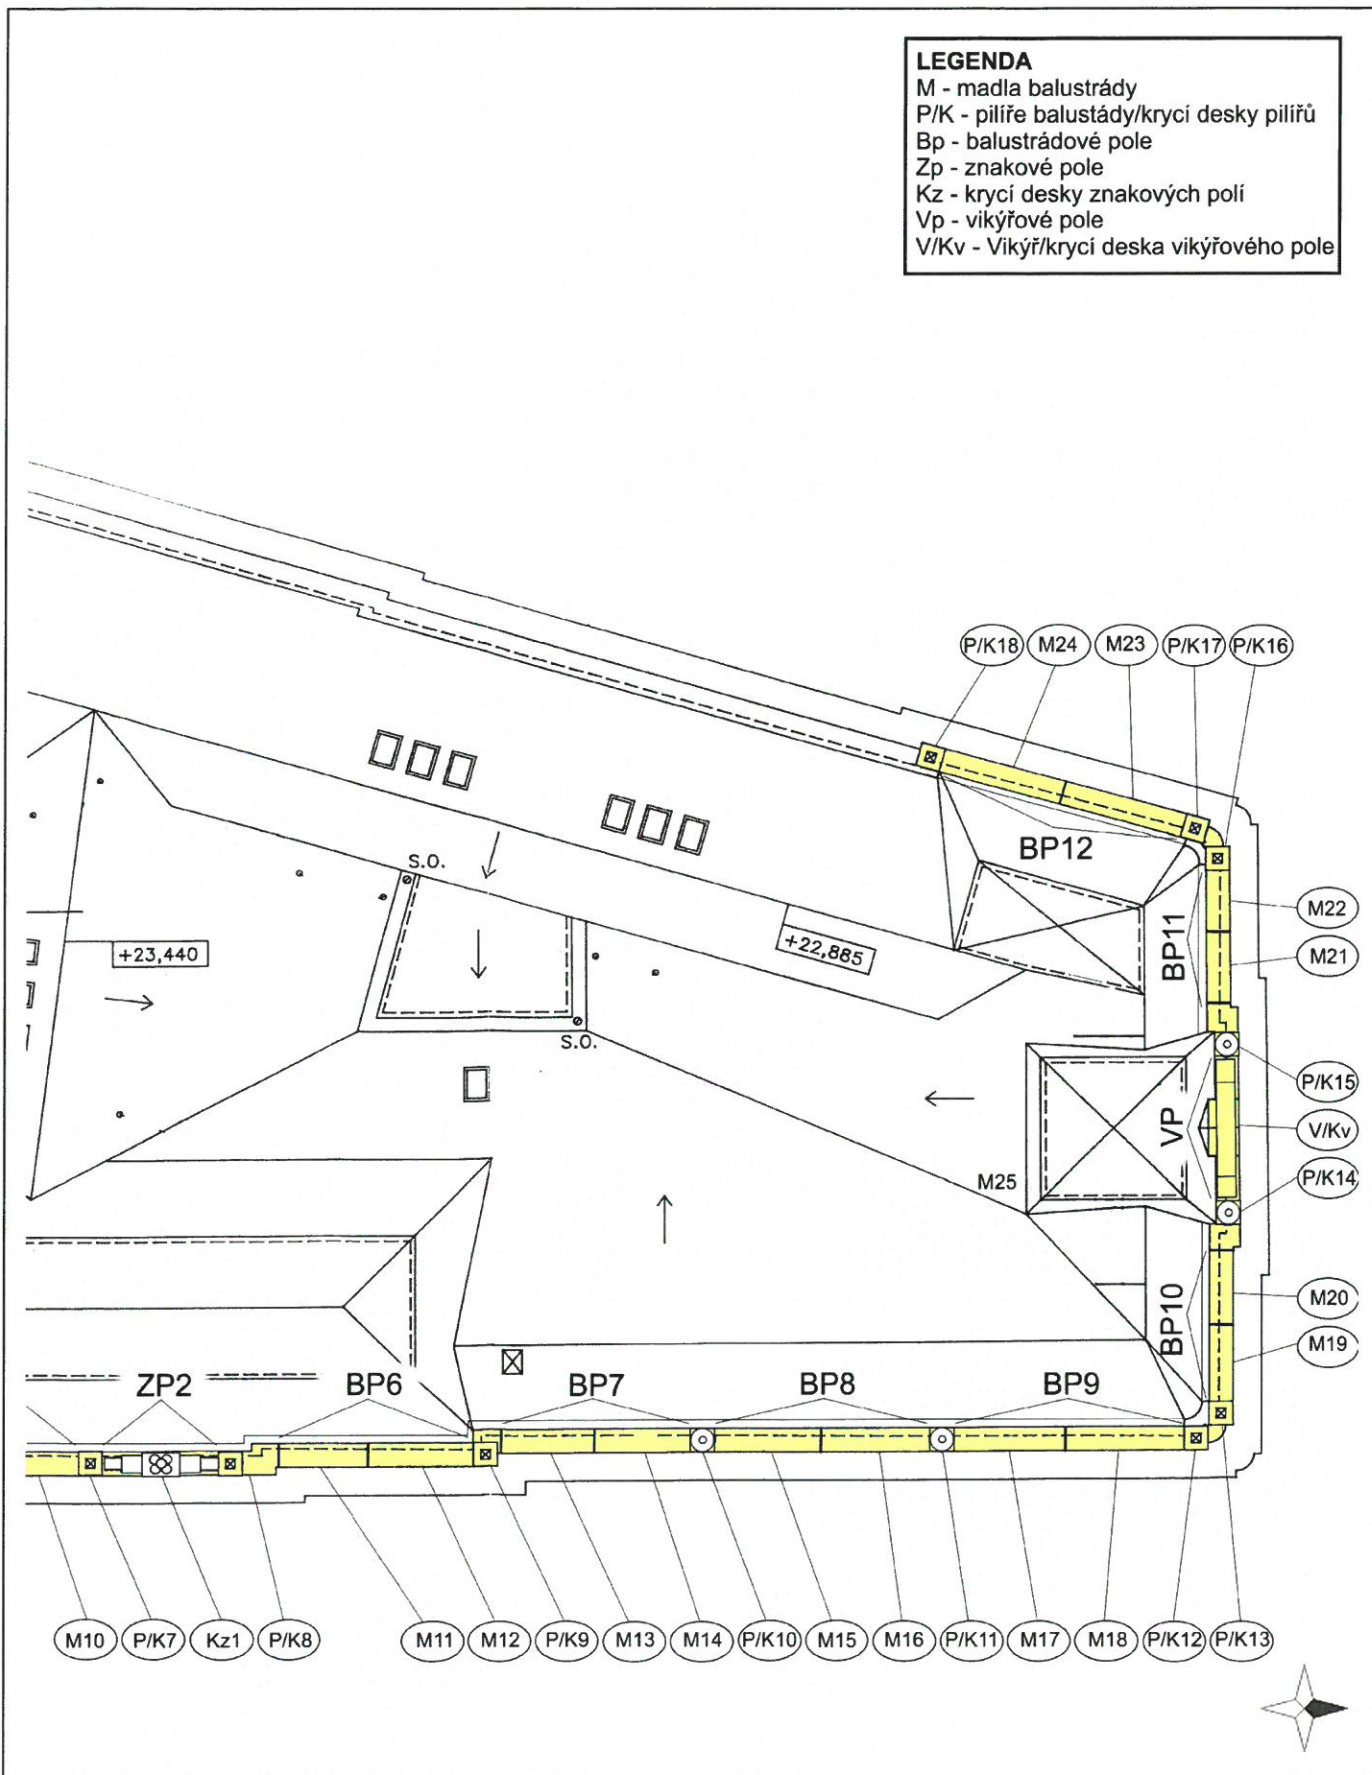 LEGENDA
M - madla balustrády
P/K - pilíře balustády/krycí desky pilířů
Bp - balustrádové pole
Zp - znakové pole
Kz - krycí desky znakových polí
Vp - vikýřové pole
V/Kv - Vikýř/krycí deska vikýřového pole
P/K18 M24 M23 P/K17 P/K16
BP12
S.O.
M22
+23,440
+22,885
BP11
M21
S.O.
P/K15
VP
V/Kv
M25
P/K14
BP10
M20
M19
ZP2 BP6 BP7 BP8 BP9
M10 P/K7 Kz1 P/K8 M11 M12 P/K9 M13 M14 P/K10 M15 M16 P/K11 M17 M18 P/K12 P/K13